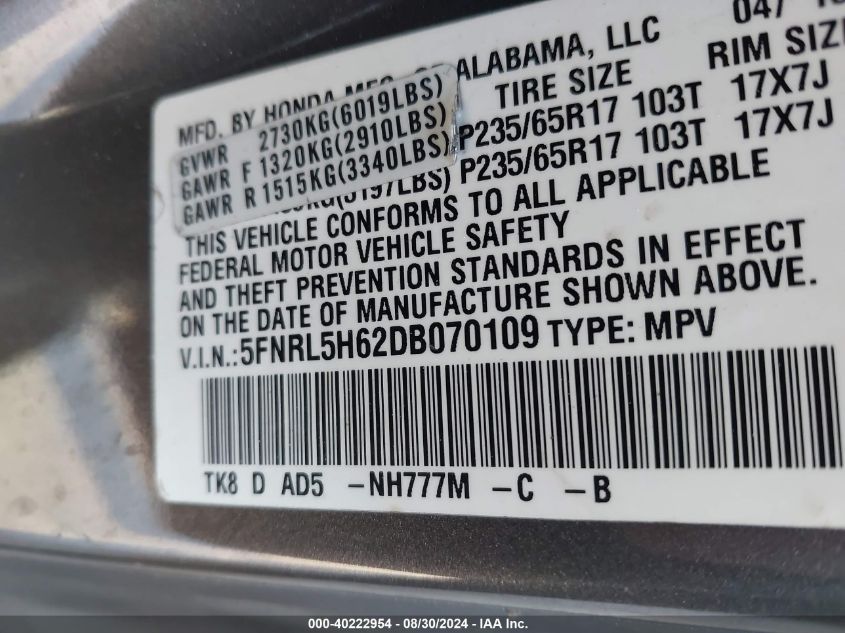 MFD. BY HONDA MFG. OF ALABAMA, LLC 04/
TIRE SIZE RIM SIZE
GVWR 2730KG(6019LBS)
GAWR F 1320KG(2910LBS) P235/65R17 103T 17X7J
GAWR R 1515KG(3340LBS) P235/65R17 103T 17X7J
THIS VEHICLE CONFORMS TO ALL APPLICABLE
FEDERAL MOTOR VEHICLE SAFETY
AND THEFT PREVENTION STANDARDS IN EFFECT
ON THE DATE OF MANUFACTURE SHOWN ABOVE.
V.I.N.:5FNRL5H62DB070109 TYPE: MPV
TK8 D AD5 -NH777M -C -B
000-40222954 - 08/30/2024 - IAA Inc.